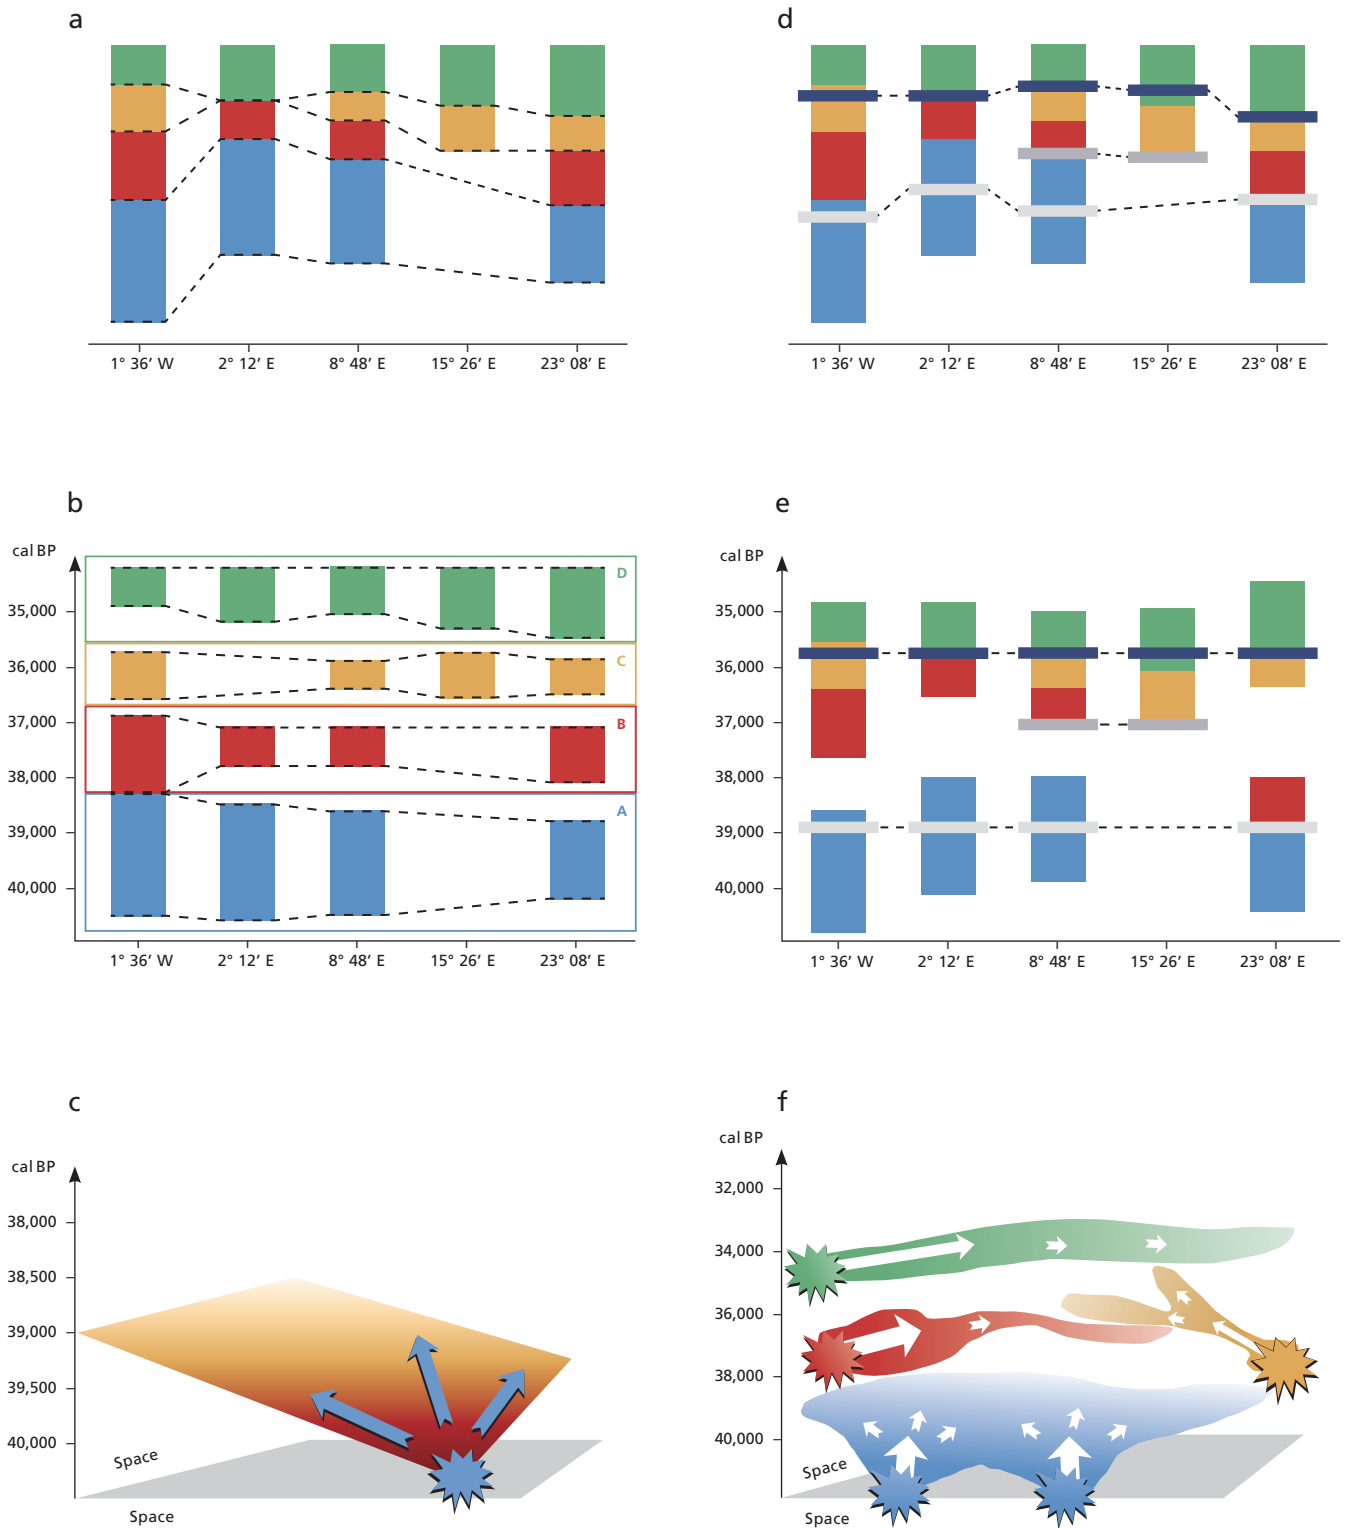 a
1° 36′ W 2° 12′ E 8° 48′ E 15° 26′ E 23° 08′ E
d
1° 36′ W 2° 12′ E 8° 48′ E 15° 26′ E 23° 08′ E
b
cal BP
D
35,000
C
36,000
B
37,000
38,000
A
39,000
40,000
1° 36′ W 2° 12′ E 8° 48′ E 15° 26′ E 23° 08′ E
e
cal BP
35,000
36,000
37,000
38,000
39,000
40,000
1° 36′ W 2° 12′ E 8° 48′ E 15° 26′ E 23° 08′ E
c
cal BP
38,000
38,500
39,000
39,500
40,000
Space
Space
f
cal BP
32,000
34,000
36,000
38,000
40,000
Space
Space